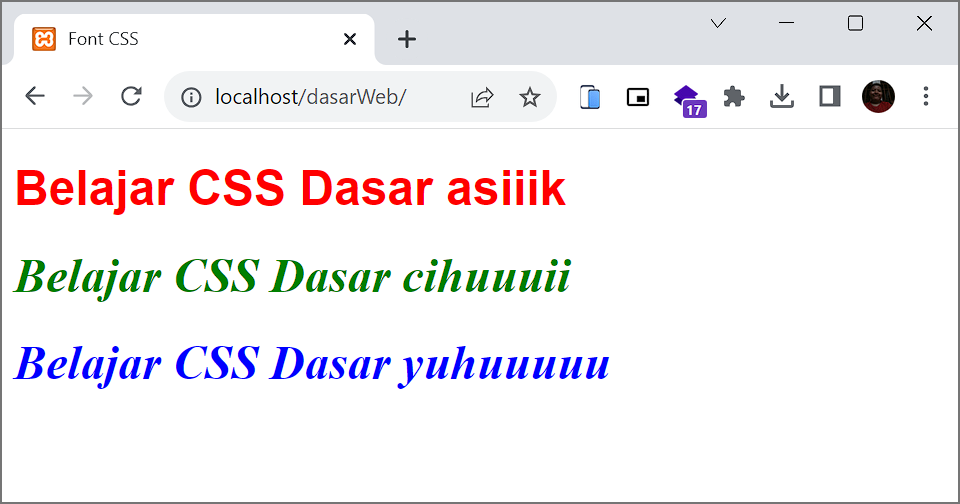 Font CSS
localhost/dasarWeb/
17
Belajar CSS Dasar asiiik
Belajar CSS Dasar cihuuuii
Belajar CSS Dasar yuhuuuuu